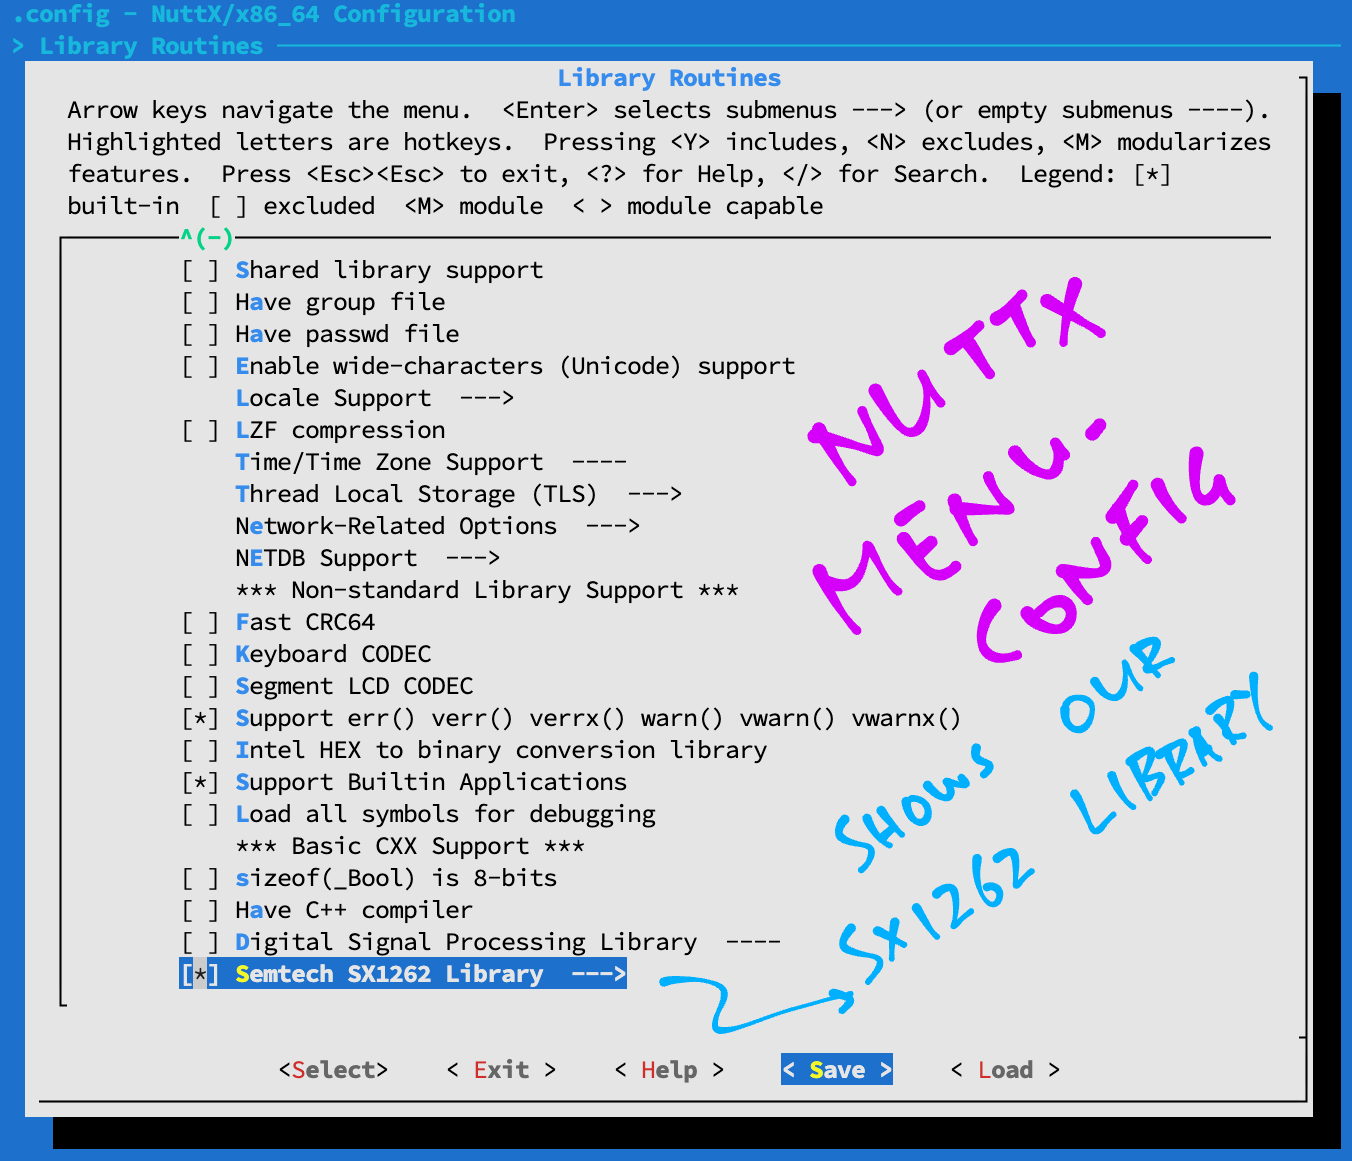 .config - NuttX/x86_64 Configuration
> Library Routines
Library Routines
Arrow keys navigate the menu.  <Enter> selects submenus ---> (or empty submenus ----).
Highlighted letters are hotkeys.  Pressing <Y> includes, <N> excludes, <M> modularizes
features.  Press <Esc><Esc> to exit, <?> for Help, </> for Search.  Legend: [*]
built-in  [ ] excluded  <M> module  < > module capable
^(-)
[ ] Shared library support
[ ] Have group file
[ ] Have passwd file
[ ] Enable wide-characters (Unicode) support
Locale Support  --->
[ ] LZF compression
Time/Time Zone Support  ----
Thread Local Storage (TLS)  --->
Network-Related Options  --->
NETDB Support  --->
*** Non-standard Library Support ***
[ ] Fast CRC64
[ ] Keyboard CODEC
[ ] Segment LCD CODEC
[*] Support err() verr() verrx() warn() vwarn() vwarnx()
[ ] Intel HEX to binary conversion library
[*] Support Builtin Applications
[ ] Load all symbols for debugging
*** Basic CXX Support ***
[ ] sizeof(_Bool) is 8-bits
[ ] Have C++ compiler
[ ] Digital Signal Processing Library  ----
[*] Semtech SX1262 Library  --->
<Select>    < Exit >    < Help >    < Save >    < Load >
NUTTX
MENU-
CONFIG
SHOWS OUR
SX1262 LIBRARY